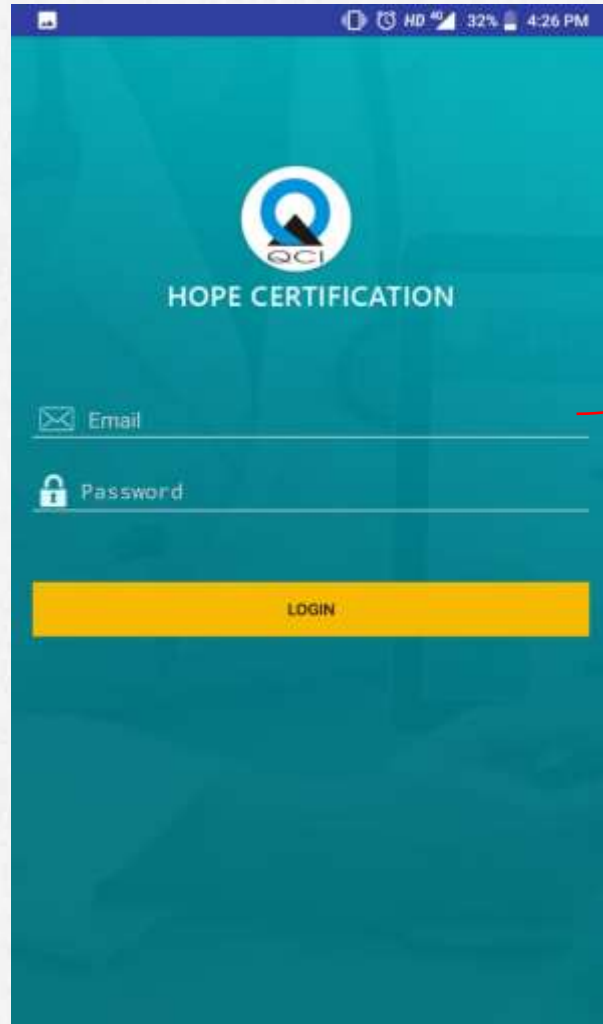 HD 4G 32% 4:26 PM
QCI
HOPE CERTIFICATION
Email
Password
LOGIN